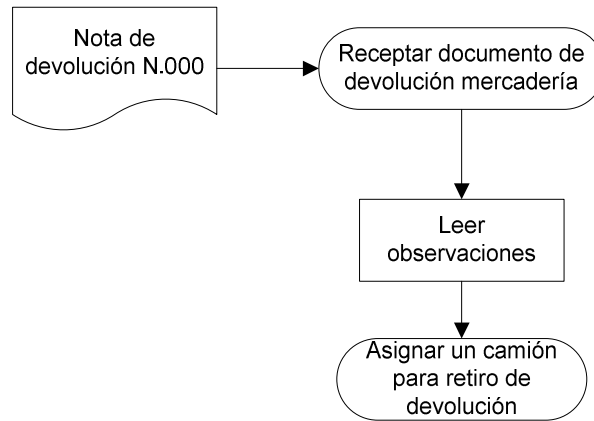 Nota de
devolución N.000
Receptar documento de
devolución mercadería
Leer
observaciones
Asignar un camión
para retiro de
devolución